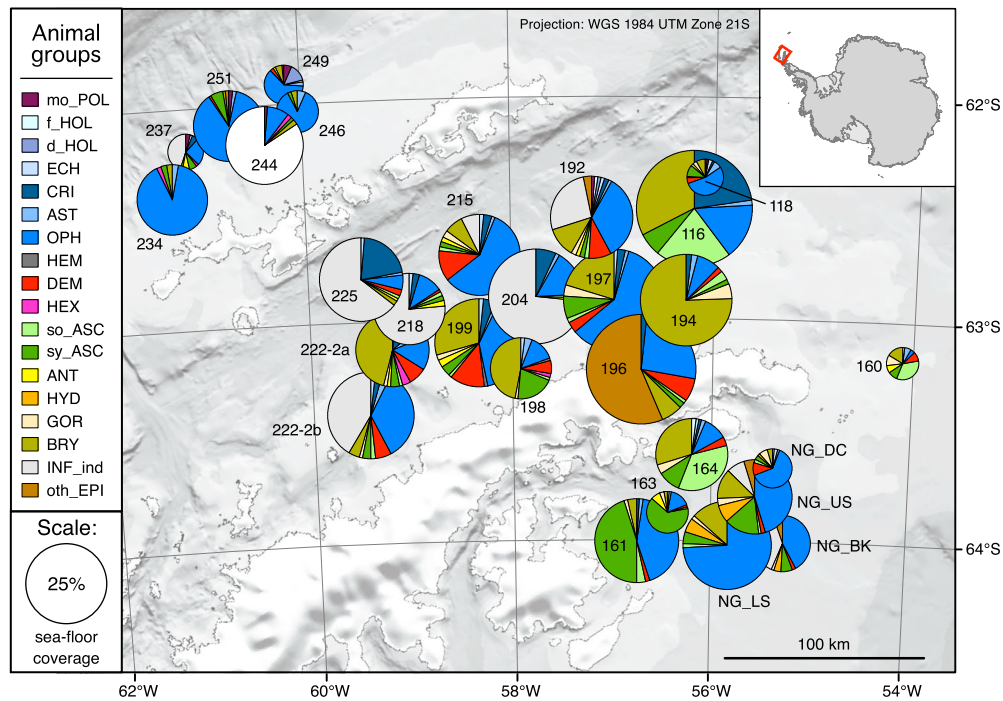 Projection: WGS 1984 UTM Zone 21S
Animal
groups
mo_POL
f_HOL
d_HOL
ECH
CRI
AST
OPH
HEM
DEM
HEX
so_ASC
sy_ASC
ANT
HYD
GOR
BRY
INF_ind
oth_EPI
Scale:
25%
sea-floor
coverage
249
251
246
237
244
234
192
118
215
116
225
197
204
218
194
199
222-2a
196
160
198
222-2b
NG_DC
164
163
NG_US
161
NG_BK
NG_LS
100 km
62°S
63°S
64°S
62°W
60°W
58°W
56°W
54°W